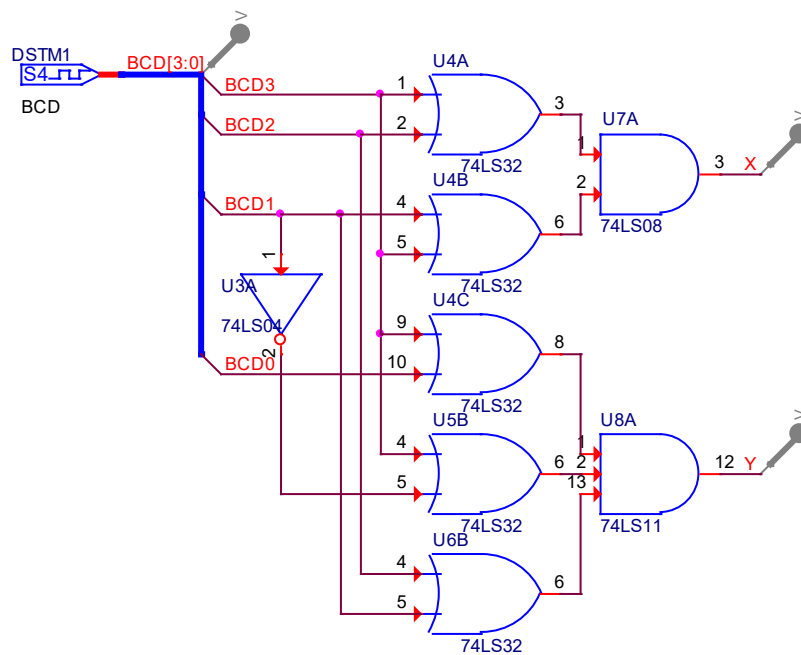 DSTM1
S4
BCD
BCD[3:0]
V
BCD3
BCD2
BCD1
BCD0
1
U3A
74LS04
2
U4A
1
2
3
74LS32
U4B
4
5
6
74LS32
U4C
9
10
8
74LS32
U5B
4
5
6
74LS32
U6B
4
5
6
74LS32
U7A
1
2
3
X
V
74LS08
U8A
1
2
13
12
Y
V
74LS11